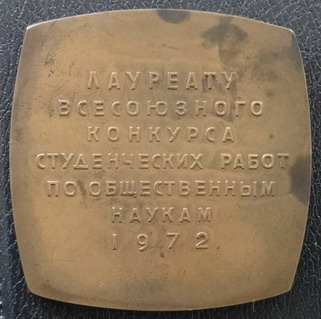 ЛАУРЕАТУ
ВСЕСОЮЗНОГО
КОНКУРСА
СТУДЕНЧЕСКИХ РАБОТ
ПО ОБЩЕСТВЕННЫМ
НАУКАМ
1972